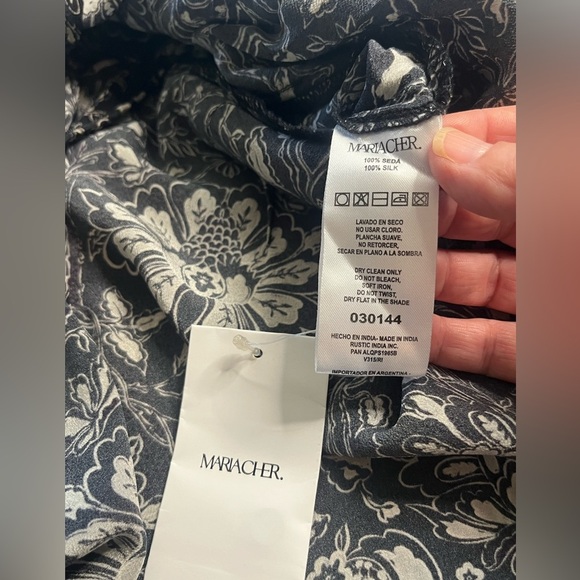 MARIACHER.
100% SEDA
100% SILK
LAVADO EN SECO
NO USAR CLORO.
PLANCHA SUAVE,
NO RETORCER,
SECAR EN PLANO A LA SOMBRA
DRY CLEAN ONLY
DO NOT BLEACH,
SOFT IRON,
DO NOT TWIST,
DRY FLAT IN THE SHADE
030144
HECHO EN INDIA- MADE IN INDIA
RUSTIC INDIA INC.
PAN ALQPS1985B
V315/RI
IMPORTADOR EN ARGENTINA -
MARIACHER.